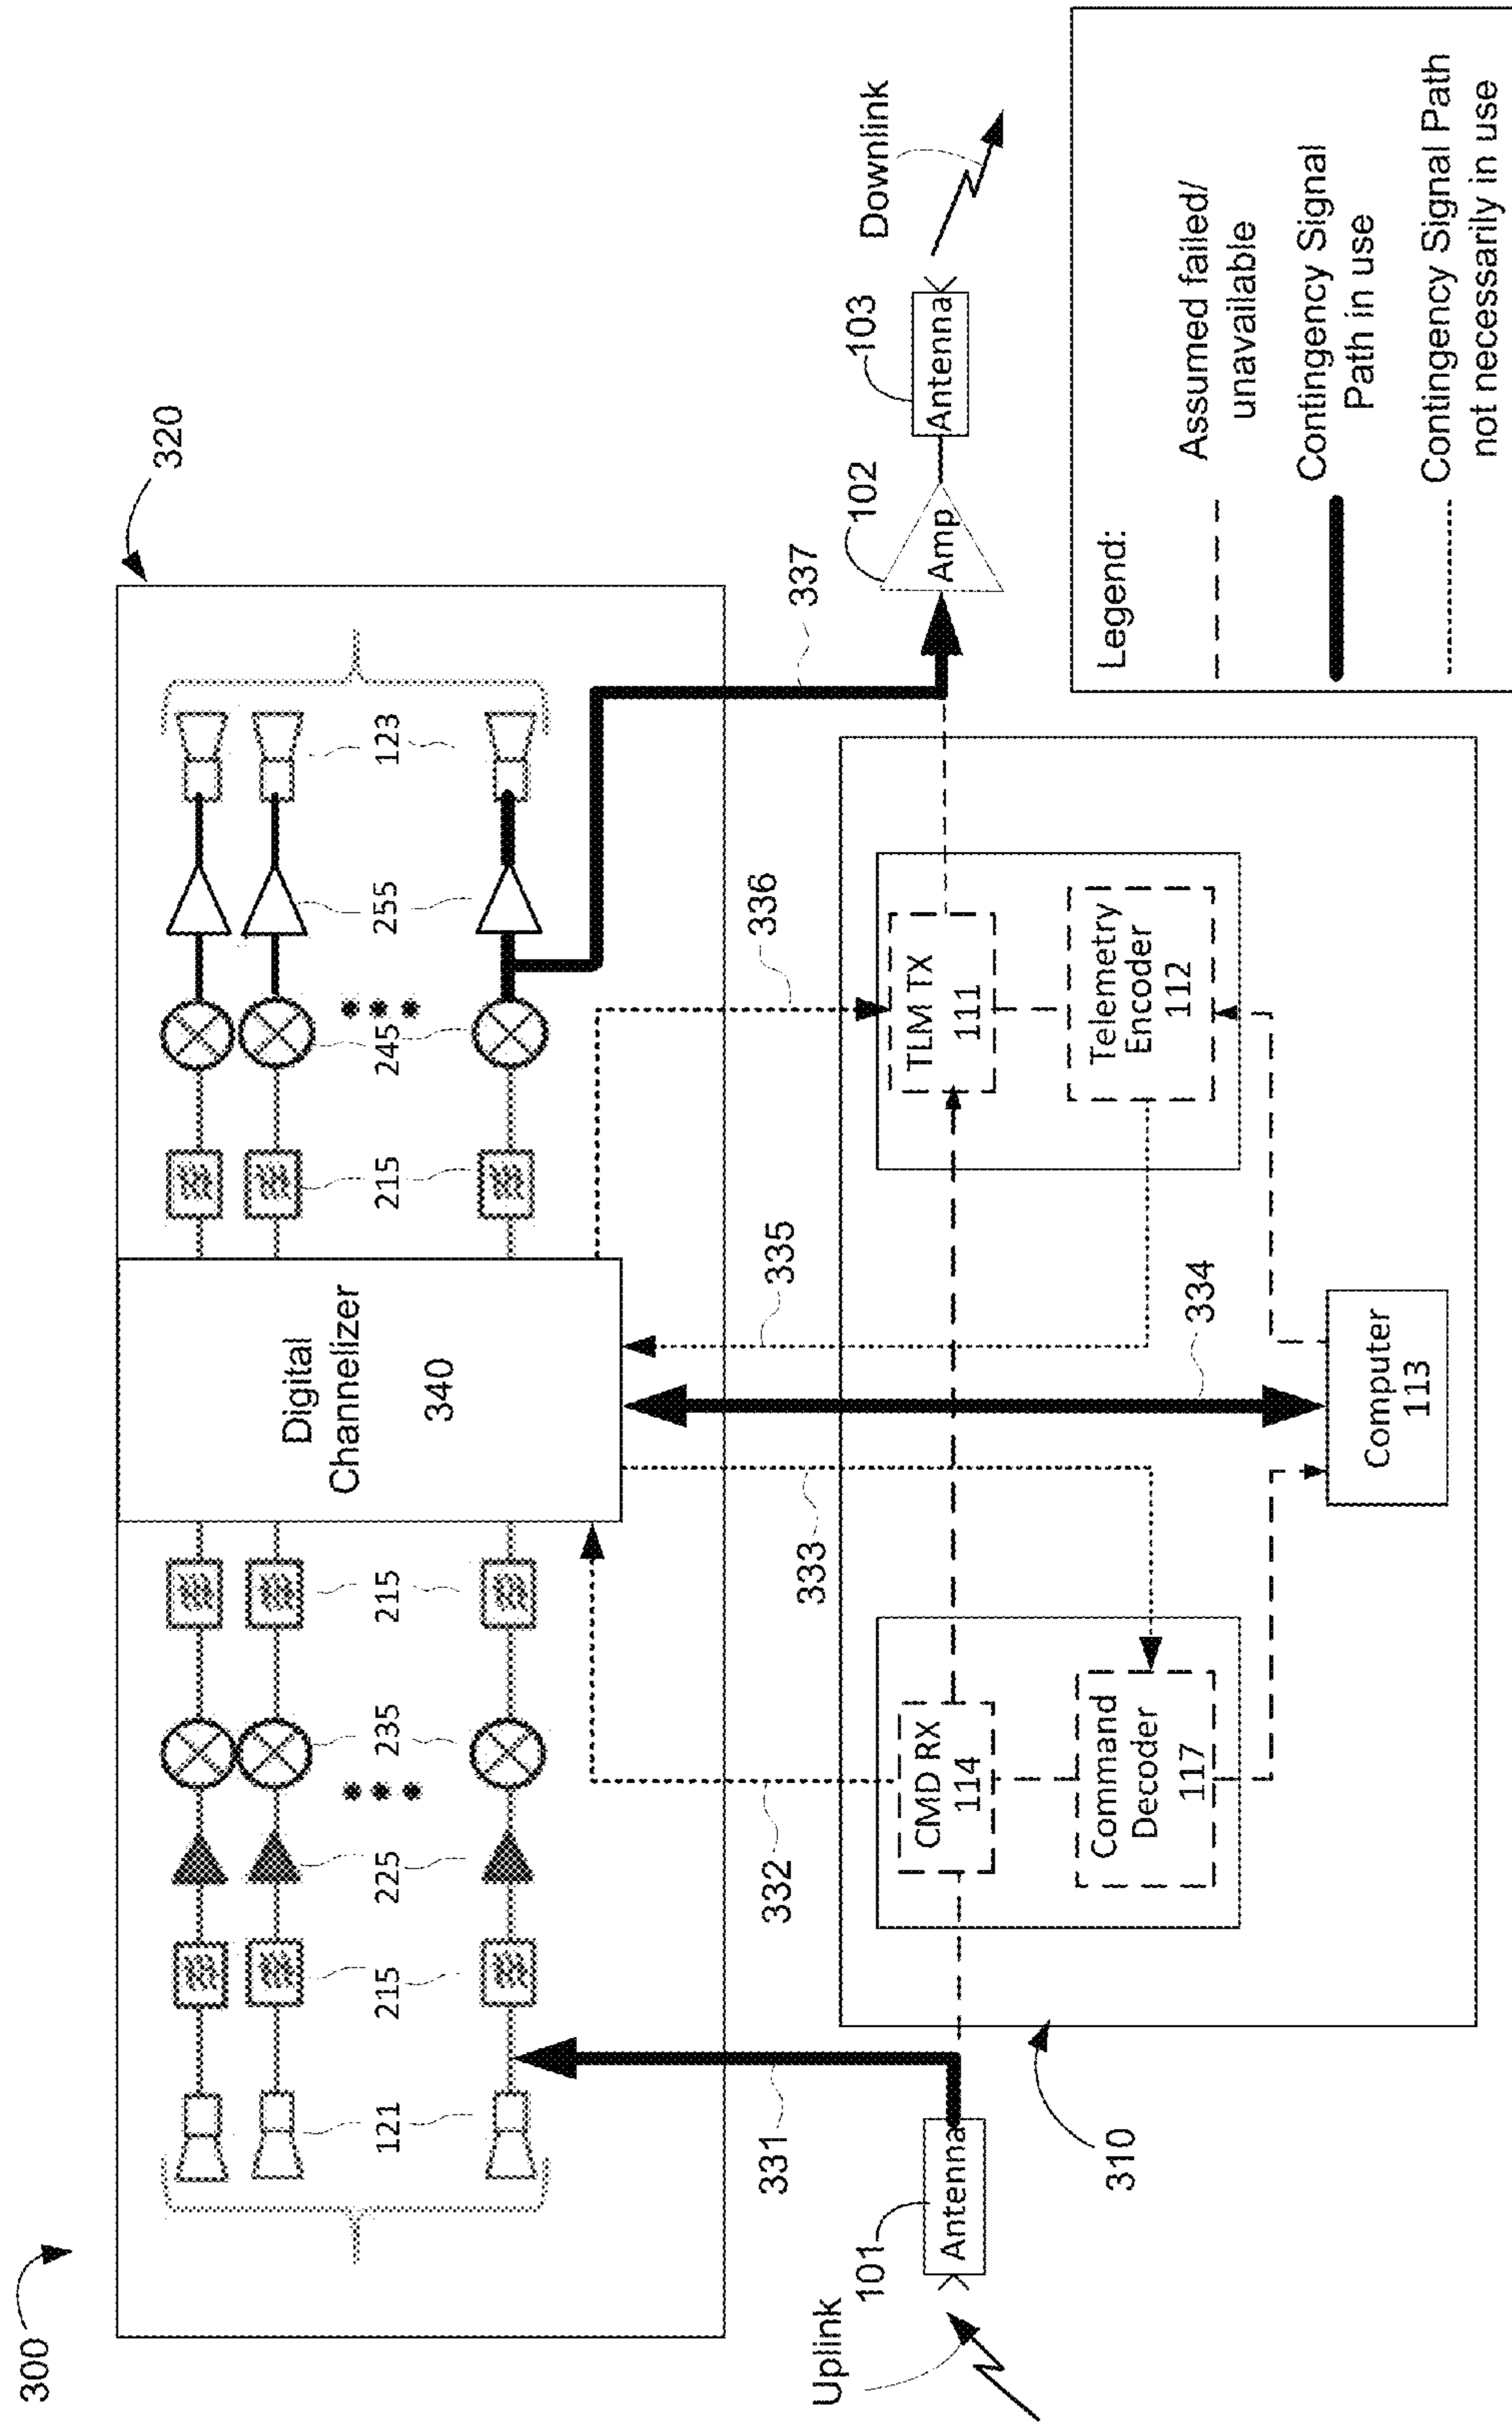 300
320
121
215
225
235
215
Digital
Channelizer
340
215
245
255
123
331
332
333
334
335
336
337
Uplink
101
Antenna
310
CMD RX
114
Command
Decoder
117
Computer
113
TLM TX
111
Telemetry
Encoder
112
102
Amp
103
Antenna
Downlink
Legend:
Assumed failed/
unavailable
Contingency Signal
Path in use
Contingency Signal Path
not necessarily in use